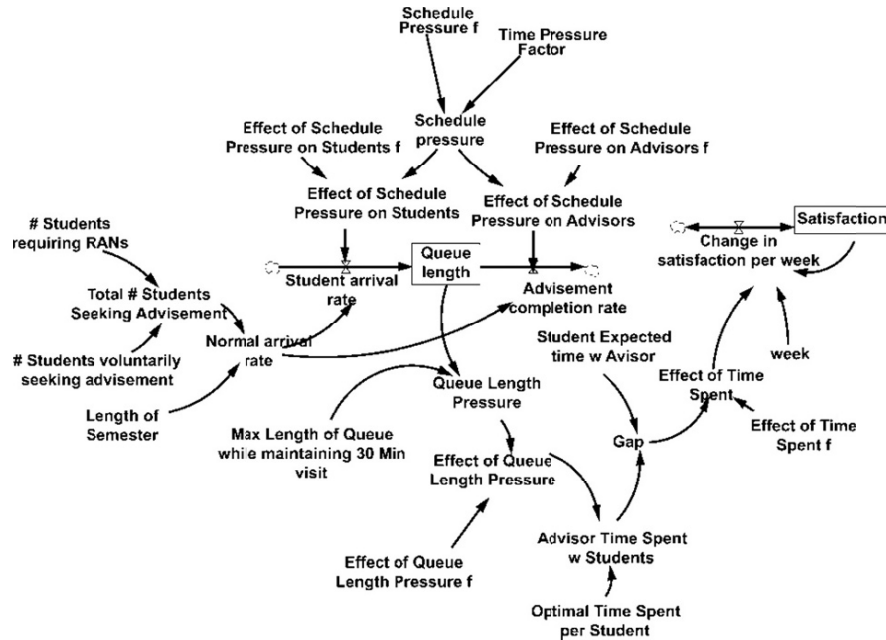 Schedule
Pressure f
Time Pressure
Factor
Schedule
pressure
Effect of Schedule
Pressure on Students f
Effect of Schedule
Pressure on Advisors f
Effect of Schedule
Pressure on Students
Effect of Schedule
Pressure on Advisors
# Students
requiring RANs
Satisfaction
Change in
satisfaction per week
Queue
length
Student arrival
rate
Advisement
completion rate
Total # Students
Seeking Advisement
Normal arrival
rate
# Students voluntarily
seeking advisement
Student Expected
time w Avisor
week
Queue Length
Pressure
Effect of Time
Spent
Length of
Semester
Max Length of Queue
while maintaining 30 Min
visit
Gap
Effect of Time
Spent f
Effect of Queue
Length Pressure
Advisor Time Spent
w Students
Effect of Queue
Length Pressure f
Optimal Time Spent
per Student